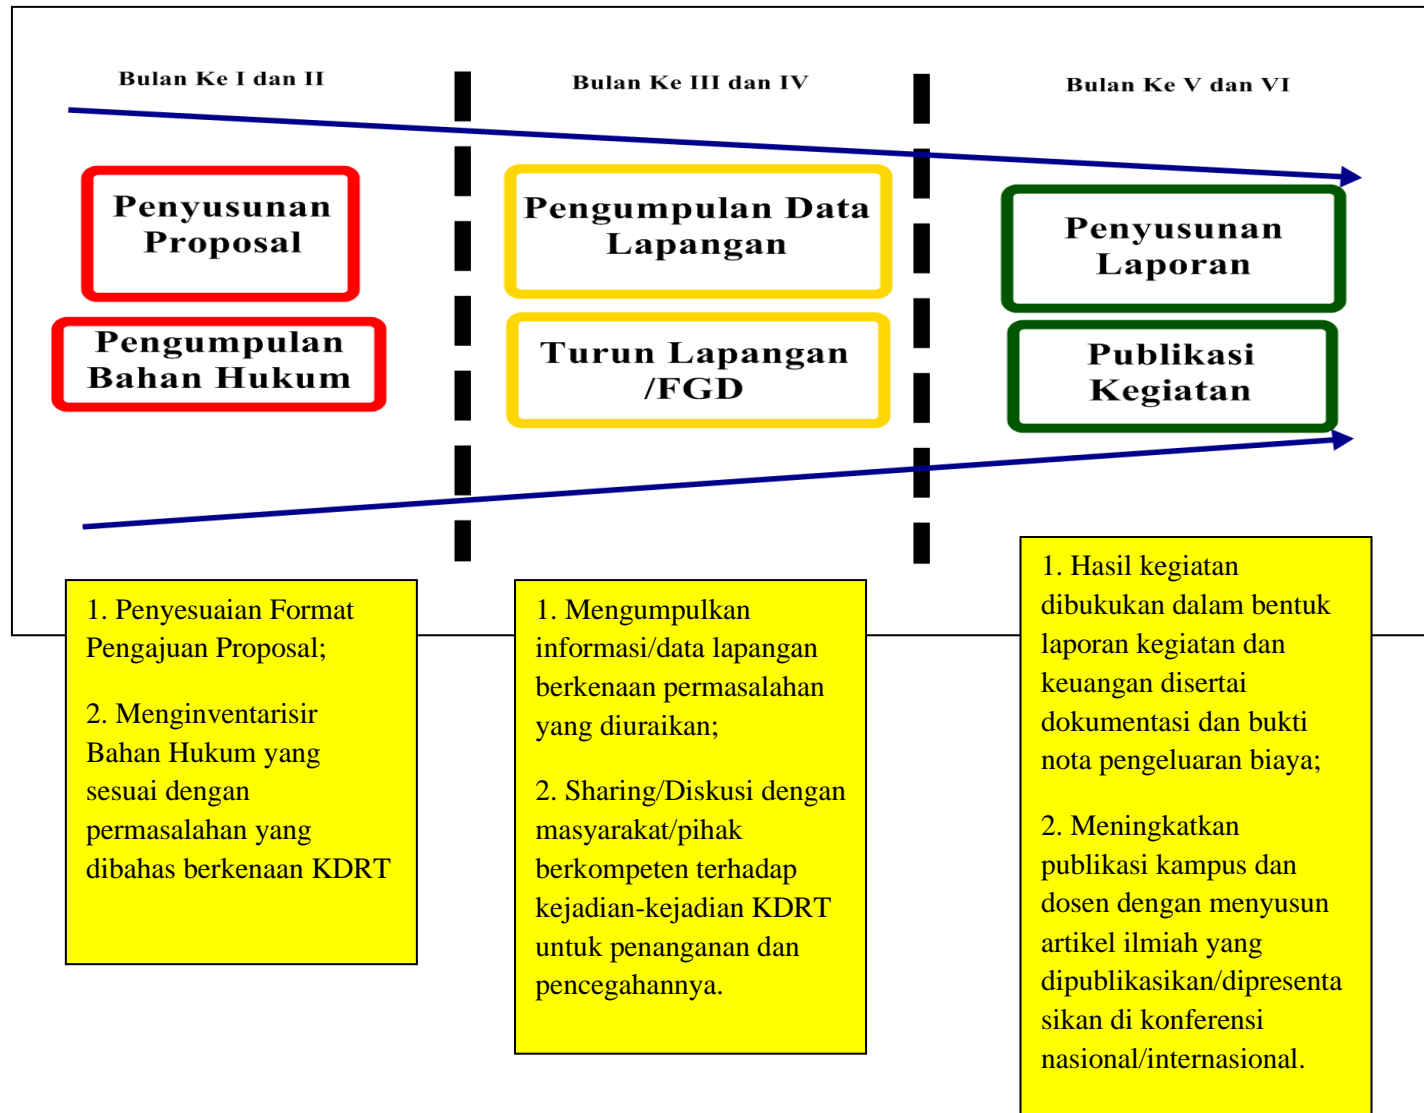 Bulan Ke I dan II
Bulan Ke III dan IV
Bulan Ke V dan VI
Penyusunan
Proposal
Pengumpulan
Bahan Hukum
Pengumpulan Data
Lapangan
Turun Lapangan
/FGD
Penyusunan
Laporan
Publikasi
Kegiatan
1. Penyesuaian Format
Pengajuan Proposal;
2. Menginventarisir
Bahan Hukum yang
sesuai dengan
permasalahan yang
dibahas berkenaan KDRT
1. Mengumpulkan
informasi/data lapangan
berkenaan permasalahan
yang diuraikan;
2. Sharing/Diskusi dengan
masyarakat/pihak
berkompeten terhadap
kejadian-kejadian KDRT
untuk penanganan dan
pencegahannya.
1. Hasil kegiatan
dibukukan dalam bentuk
laporan kegiatan dan
keuangan disertai
dokumentasi dan bukti
nota pengeluaran biaya;
2. Meningkatkan
publikasi kampus dan
dosen dengan menyusun
artikel ilmiah yang
dipublikasikan/dipresenta
sikan di konferensi
nasional/internasional.